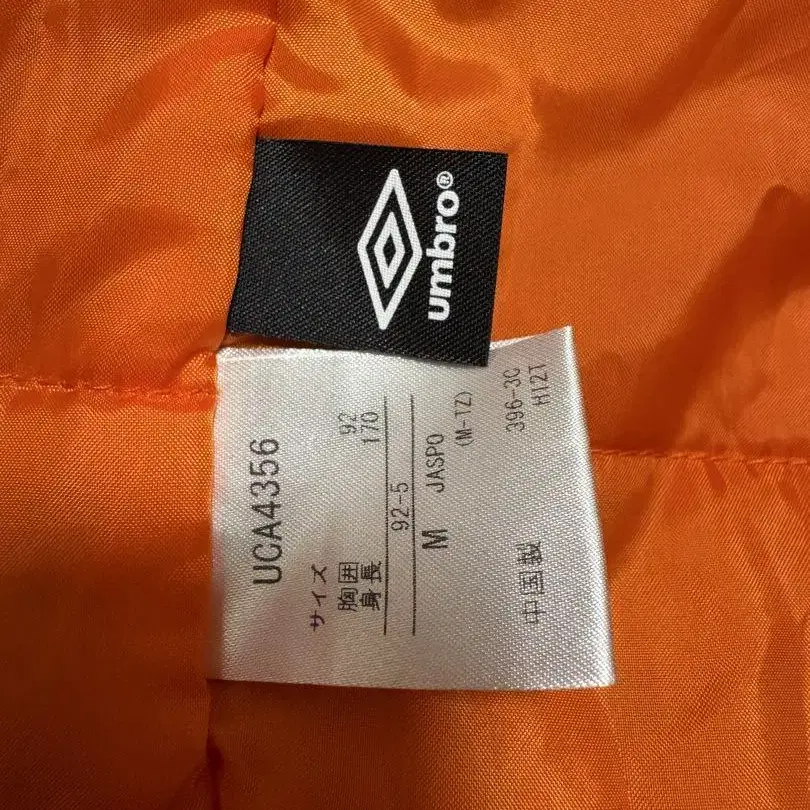 umbro®
UCA4356
サイズ
胸囲 92
身長 170
92-5
M JASPO
(M-TZ)
396-3C
中国製 H12T